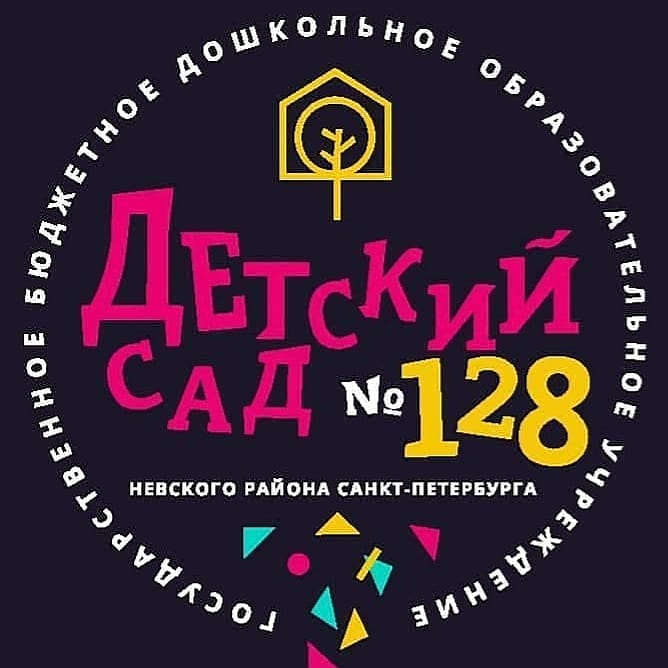 ГОСУДАРСТВЕННОЕ БЮДЖЕТНОЕ ДОШКОЛЬНОЕ ОБРАЗОВАТЕЛЬНОЕ УЧРЕЖДЕНИЕ
ДЕТСКИЙ
САД №128
НЕВСКОГО РАЙОНА САНКТ-ПЕТЕРБУРГА